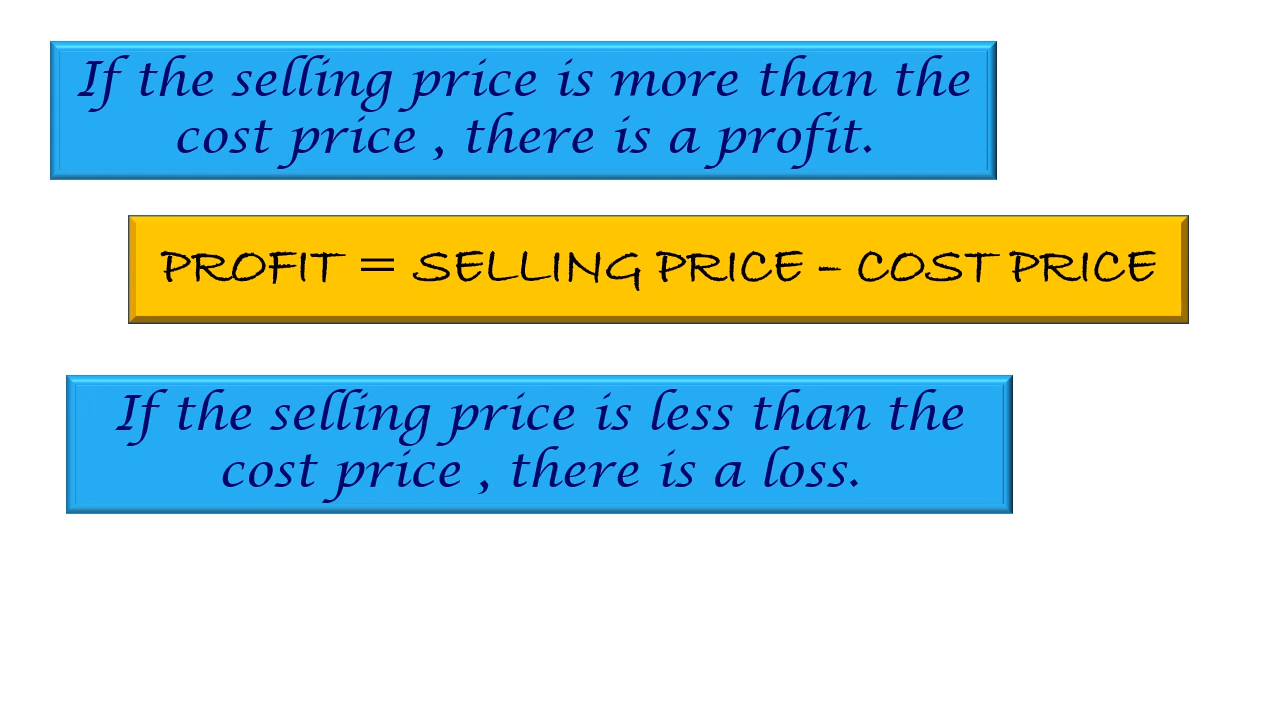 If the selling price is more than the
cost price , there is a profit.
PROFIT = SELLING PRICE – COST PRICE
If the selling price is less than the
cost price , there is a loss.